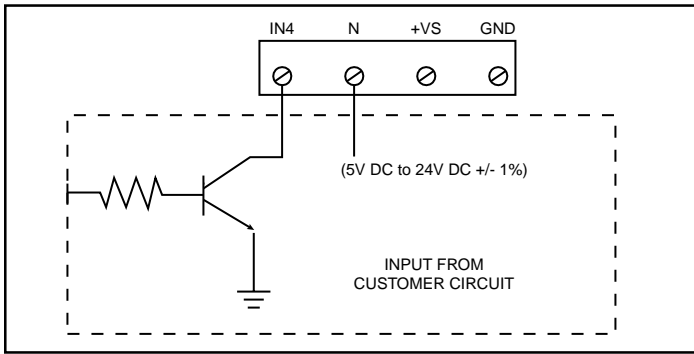 IN4 N +VS GND
(5V DC to 24V DC +/- 1%)
INPUT FROM
CUSTOMER CIRCUIT